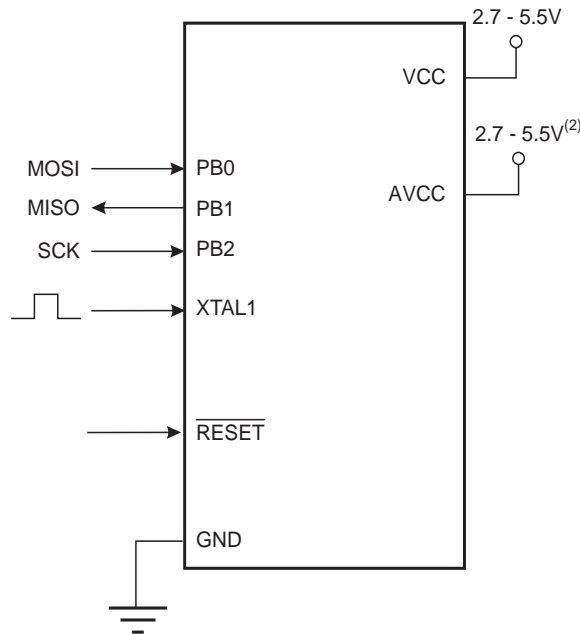 2.7 - 5.5V
VCC
2.7 - 5.5V(2)
MOSI PB0
AVCC
MISO PB1
SCK PB2
XTAL1
RESET
GND